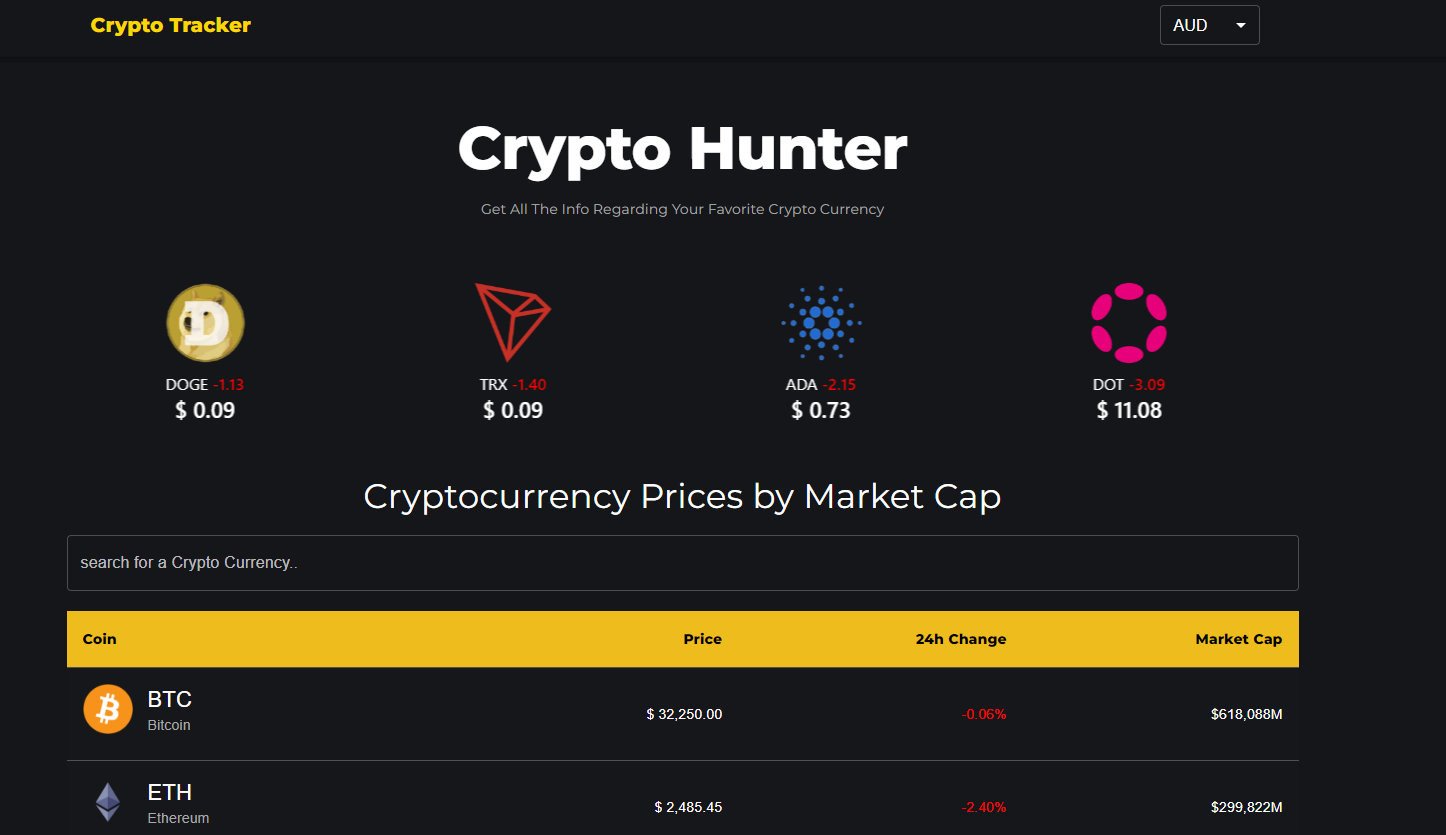 Crypto Tracker
AUD
Crypto Hunter
Get All The Info Regarding Your Favorite Crypto Currency
DOGE -1.13
$ 0.09
TRX -1.40
$ 0.09
ADA -2.15
$ 0.73
DOT -3.09
$ 11.08
Cryptocurrency Prices by Market Cap
search for a Crypto Currency..
Coin Price 24h Change Market Cap
BTC
Bitcoin
$ 32,250.00 -0.06% $618,088M
ETH
Ethereum
$ 2,485.45 -2.40% $299,822M